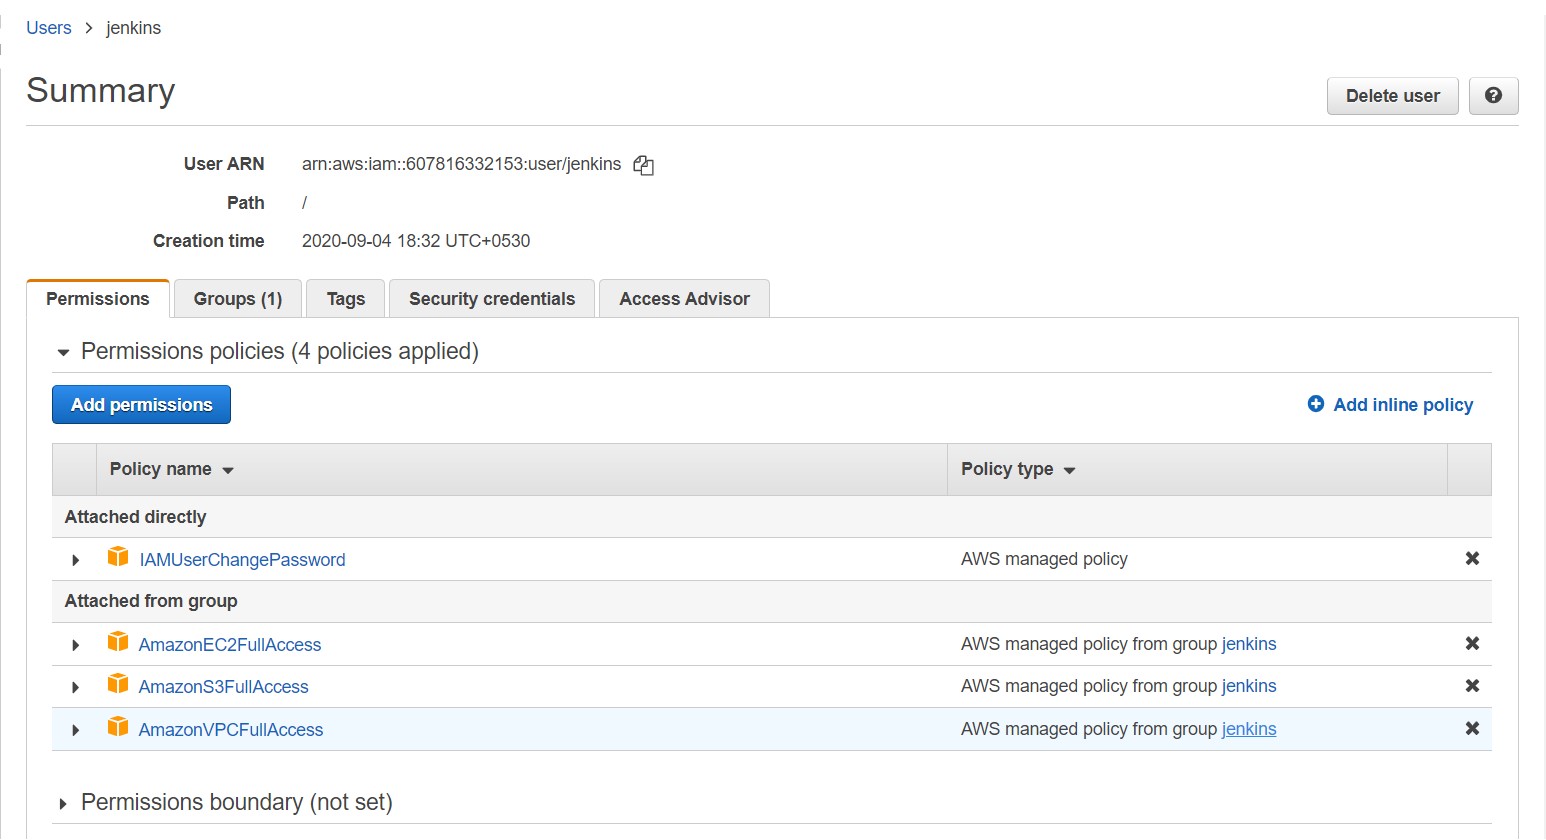 Users > jenkins
Summary
Delete user
User ARN arn:aws:iam::607816332153:user/jenkins
Path /
Creation time 2020-09-04 18:32 UTC+0530
Permissions Groups (1) Tags Security credentials Access Advisor
Permissions policies (4 policies applied)
Add permissions Add inline policy
Policy name Policy type
Attached directly
IAMUserChangePassword AWS managed policy
Attached from group
AmazonEC2FullAccess AWS managed policy from group jenkins
AmazonS3FullAccess AWS managed policy from group jenkins
AmazonVPCFullAccess AWS managed policy from group jenkins
Permissions boundary (not set)